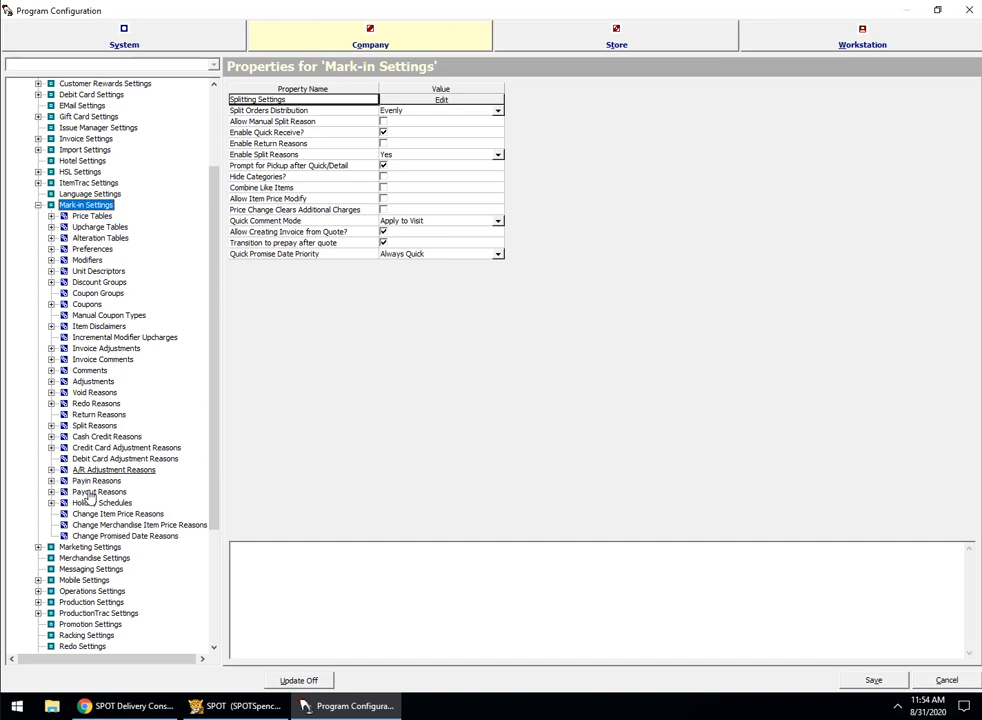 Program Configuration
System
Company
Store
Workstation
Properties for 'Mark-in Settings'
Customer Rewards Settings
Debit Card Settings
EMail Settings
Gift Card Settings
Issue Manager Settings
Invoice Settings
Import Settings
Hotel Settings
HSL Settings
ItemTrac Settings
Language Settings
Mark-in Settings
Price Tables
Upcharge Tables
Alteration Tables
Preferences
Modifiers
Unit Descriptors
Discount Groups
Coupon Groups
Coupons
Manual Coupon Types
Item Disclaimers
Incremental Modifier Upcharges
Invoice Adjustments
Invoice Comments
Comments
Adjustments
Void Reasons
Redo Reasons
Return Reasons
Split Reasons
Cash Credit Reasons
Credit Card Adjustment Reasons
Debit Card Adjustment Reasons
A/R Adjustment Reasons
Payin Reasons
Payout Reasons
Holiday Schedules
Change Item Price Reasons
Change Merchandise Item Price Reasons
Change Promised Date Reasons
Marketing Settings
Merchandise Settings
Messaging Settings
Mobile Settings
Operations Settings
Production Settings
ProductionTrac Settings
Promotion Settings
Racking Settings
Redo Settings
Property Name Value
Splitting Settings Edit
Split Orders Distribution Evenly
Allow Manual Split Reason
Enable Quick Receive?
Enable Return Reasons
Enable Split Reasons Yes
Prompt for Pickup after Quick/Detail
Hide Categories?
Combine Like Items
Allow Item Price Modify
Price Change Clears Additional Charges
Quick Comment Mode Apply to Visit
Allow Creating Invoice from Quote?
Transition to prepay after quote
Quick Promise Date Priority Always Quick
Update Off
Save
Cancel
SPOT Delivery Cons...
SPOT (SPOTSpenc...
Program Configura...
11:54 AM
8/31/2020